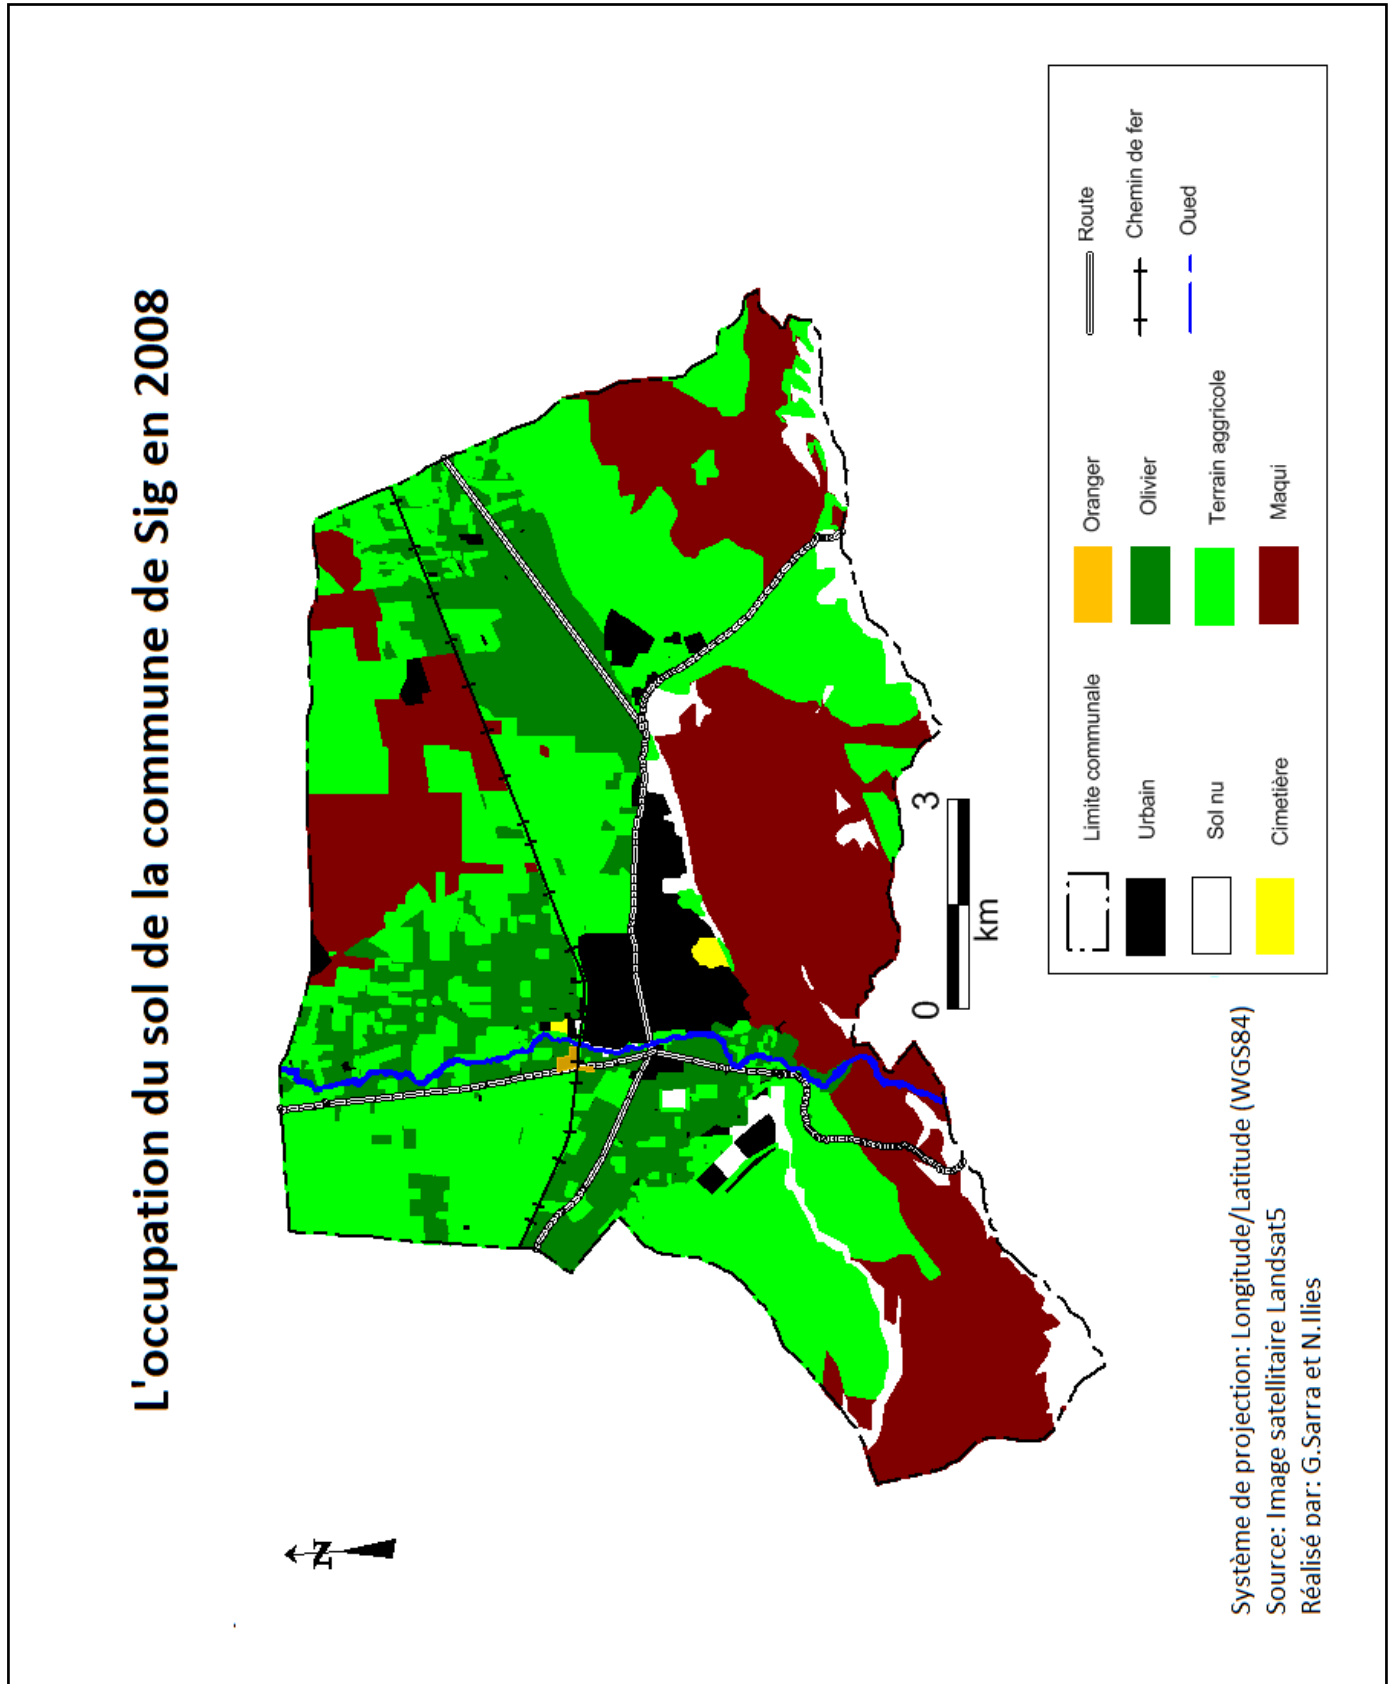 L'occupation du sol de la commune de Sig en 2008
N
0
3
km
Limite communale
Urbain
Sol nu
Cimetière
Oranger
Olivier
Terrain aggricole
Maqui
Route
Chemin de fer
Oued
Système de projection: Longitude/Latitude (WGS84)
Source: Image satellitaire Landsat5
Réalisé par: G.Sarra et N.Ilies